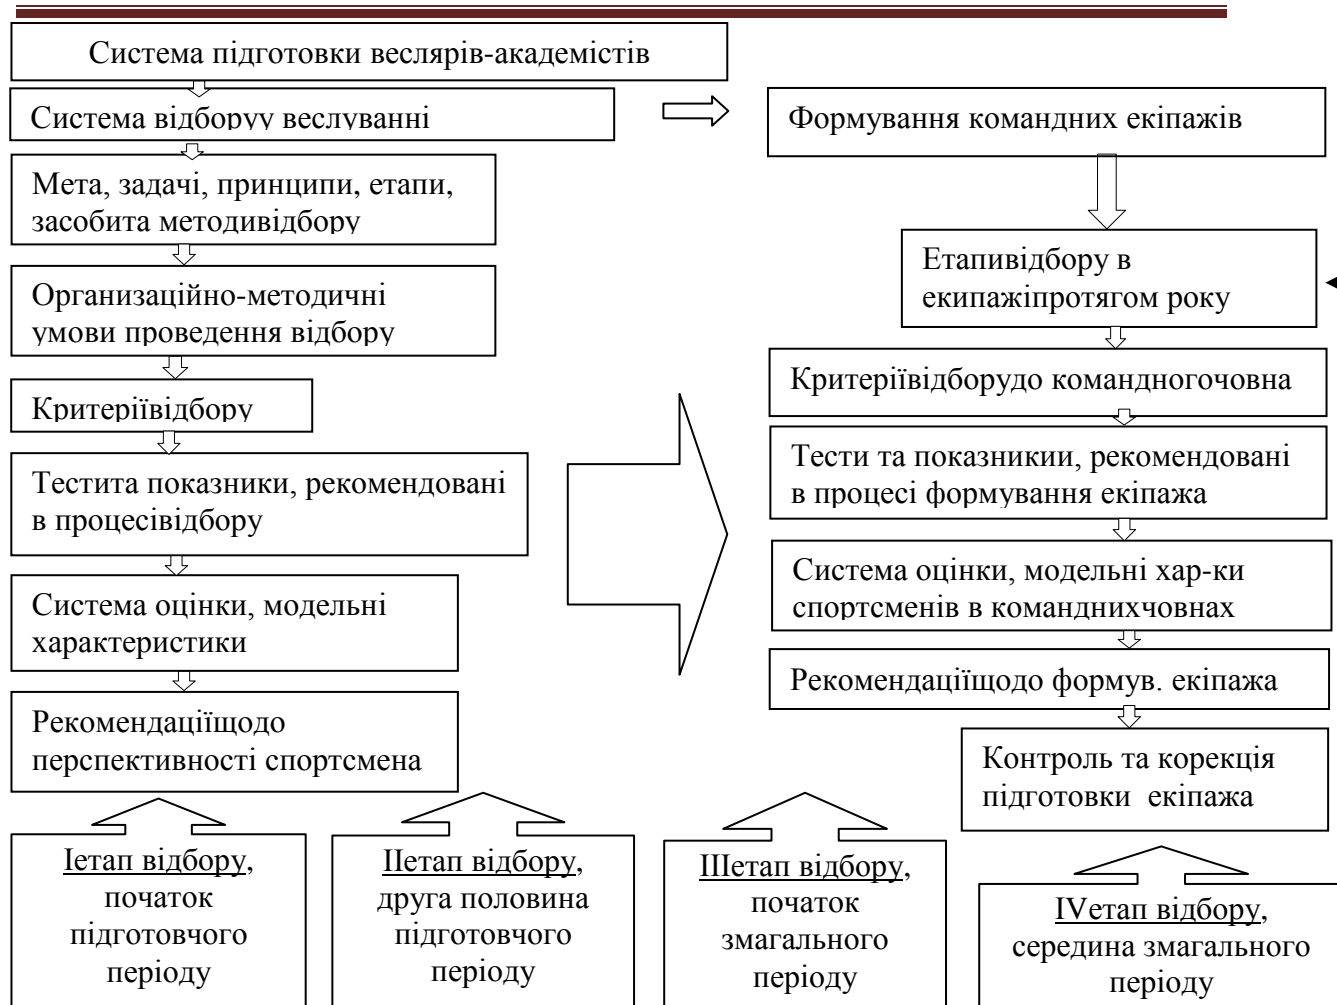 Система підготовки веслярів-академістів
Система відборуу веслуванні
Мета, задачі, принципи, етапи,
засобита методивідбору
Организаційно-методичні
умови проведення відбору
Критеріївідбору
Тестита показники, рекомендовані
в процесівідбору
Система оцінки, модельні
характеристики
Рекомендаціїщодо
перспективності спортсмена
Формування командних екіпажів
Етапивідбору в
екипажіпротягом року
Критеріївідборудо командногочовна
Тести та показникии, рекомендовані
в процесі формування екіпажа
Система оцінки, модельні хар-ки
спортсменів в команднихчовнах
Рекомендаціїщодо формув. екіпажа
Контроль та корекція
підготовки екіпажа
Iетап відбору,
початок
підготовчого
періоду
IIетап відбору,
друга половина
підготовчого
періоду
IIIетап відбору,
початок
змагального
періоду
IVетап відбору,
середина змагального
періоду